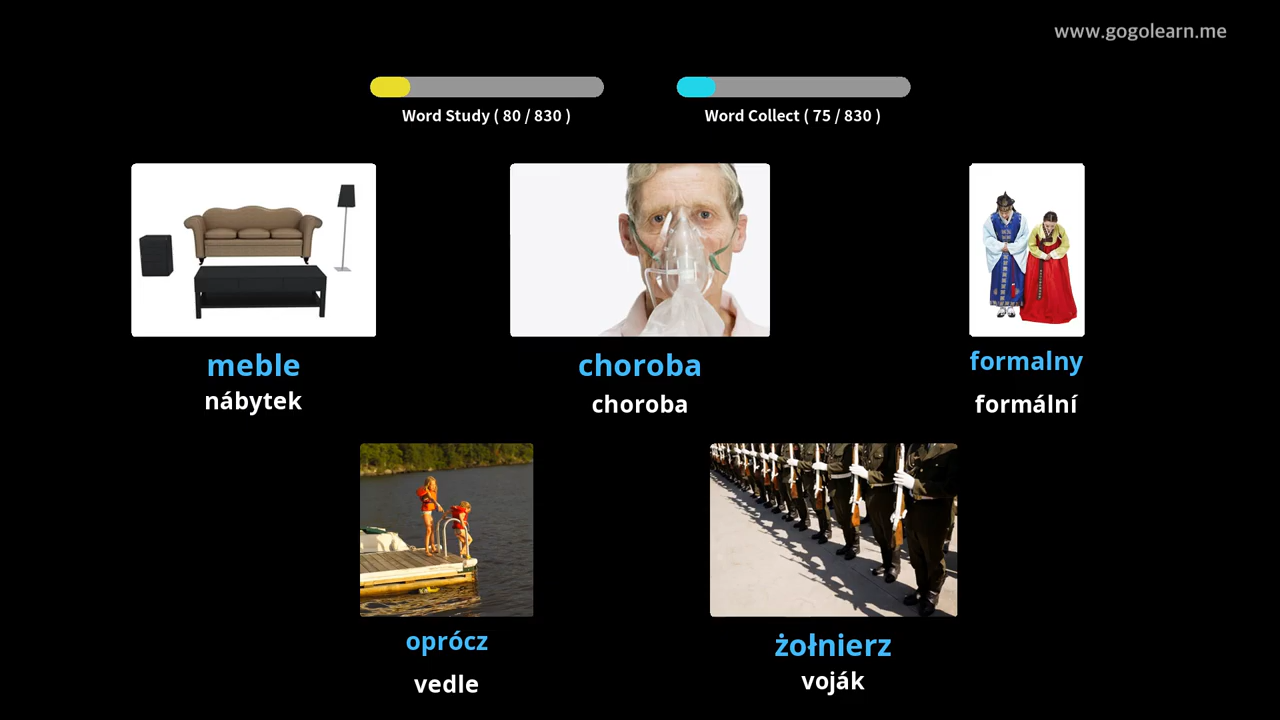 www.gogolearn.me
Word Study ( 80 / 830 )
Word Collect ( 75 / 830 )
meble
nábytek
choroba
choroba
formalny
formální
oprócz
vedle
żołnierz
voják